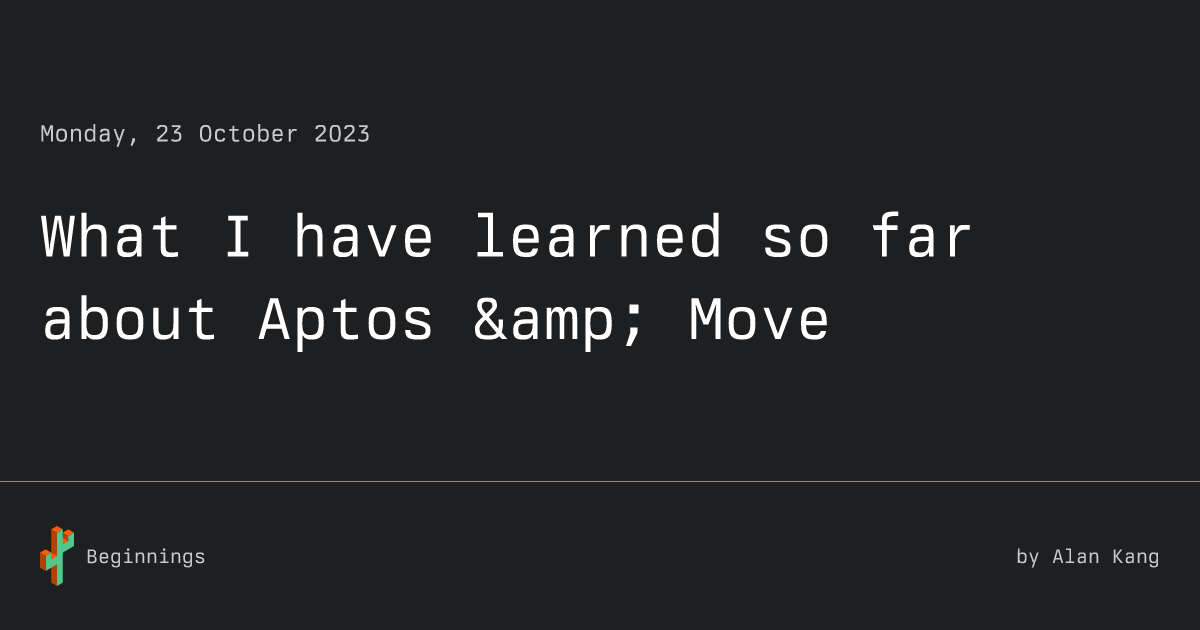 Monday, 23 October 2023
What I have learned so far
about Aptos &amp; Move
Beginnings
by Alan Kang